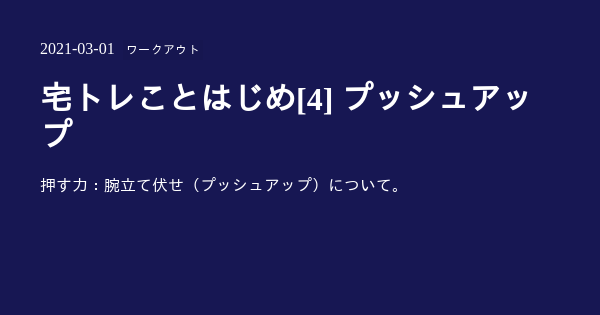 2021-03-01 ワークアウト
宅トレことはじめ[4] プッシュアッ
プ
押す力：腕立て伏せ（プッシュアップ）について。